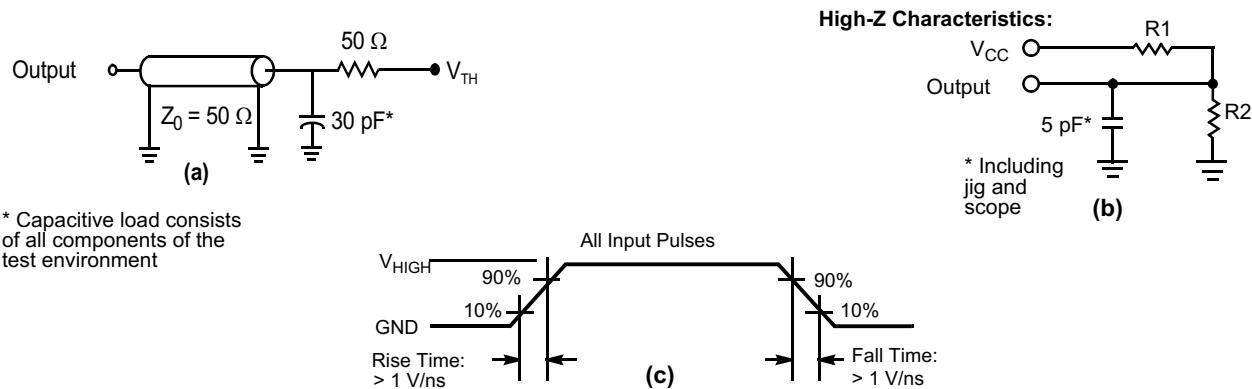 High-Z Characteristics:
50 Ω
Output
V_TH
Z_0 = 50 Ω
30 pF*
(a)
* Capacitive load consists
of all components of the
test environment
R1
V_CC
Output
R2
5 pF*
* Including
jig and
scope
(b)
All Input Pulses
V_HIGH
90%
90%
10%
10%
GND
Rise Time:
> 1 V/ns
(c)
Fall Time:
> 1 V/ns